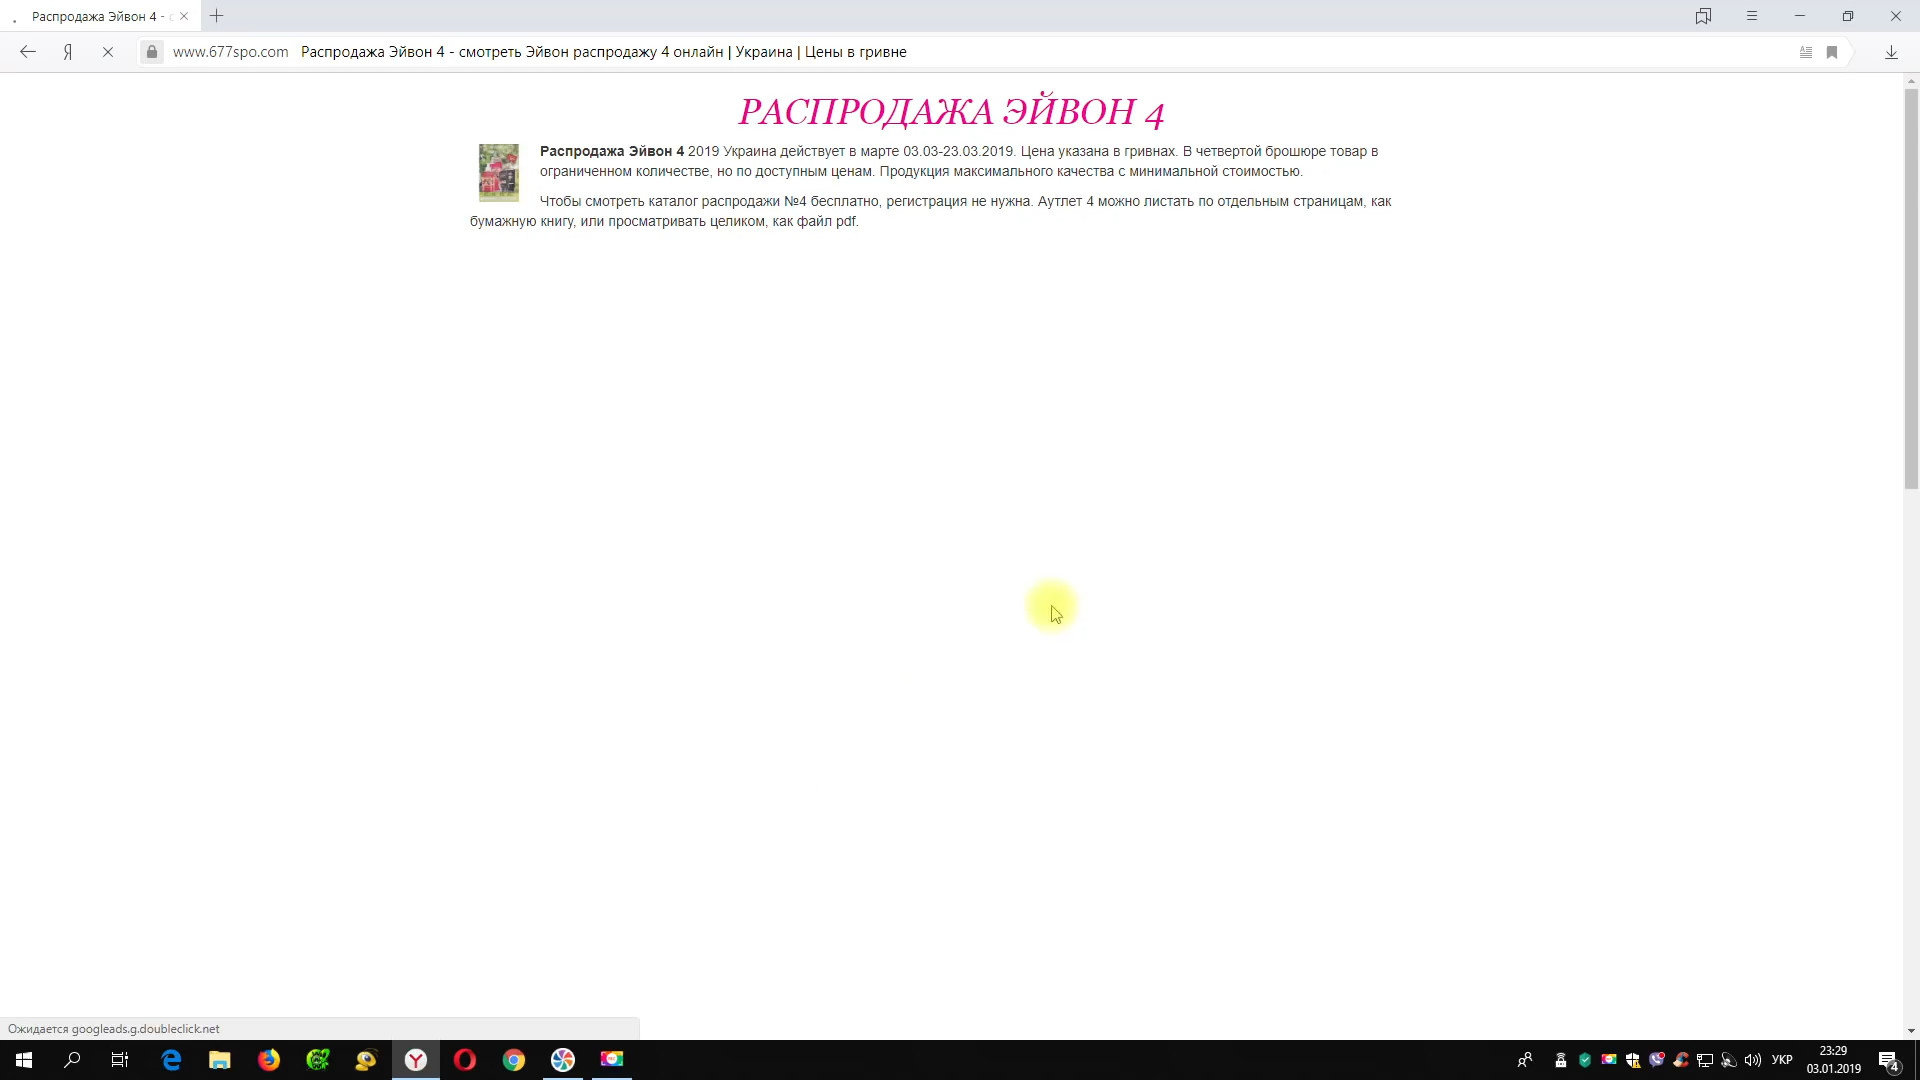 Распродажа Эйвон 4 -
www.677spo.com Распродажа Эйвон 4 - смотреть Эйвон распродажу 4 онлайн | Украина | Цены в гривне
РАСПРОДАЖА ЭЙВОН 4
Распродажа Эйвон 4 2019 Украина действует в марте 03.03-23.03.2019. Цена указана в гривнах. В четвертой брошюре товар в
ограниченном количестве, но по доступным ценам. Продукция максимального качества с минимальной стоимостью.
Чтобы смотреть каталог распродажи №4 бесплатно, регистрация не нужна. Аутлет 4 можно листать по отдельным страницам, как
бумажную книгу, или просматривать целиком, как файл pdf.
Ожидается googleads.g.doubleclick.net
УКР
23:29
03.01.2019
4